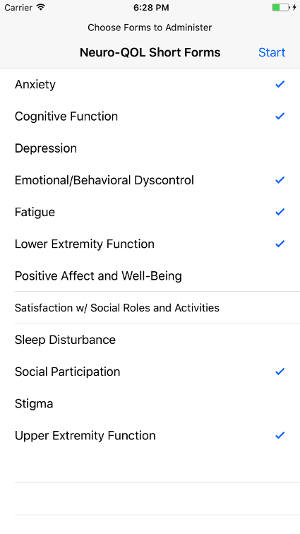 Carrier 6:28 PM
Choose Forms to Administer
Neuro-QOL Short Forms Start
Anxiety
Cognitive Function
Depression
Emotional/Behavioral Dyscontrol
Fatigue
Lower Extremity Function
Positive Affect and Well-Being
Satisfaction w/ Social Roles and Activities
Sleep Disturbance
Social Participation
Stigma
Upper Extremity Function